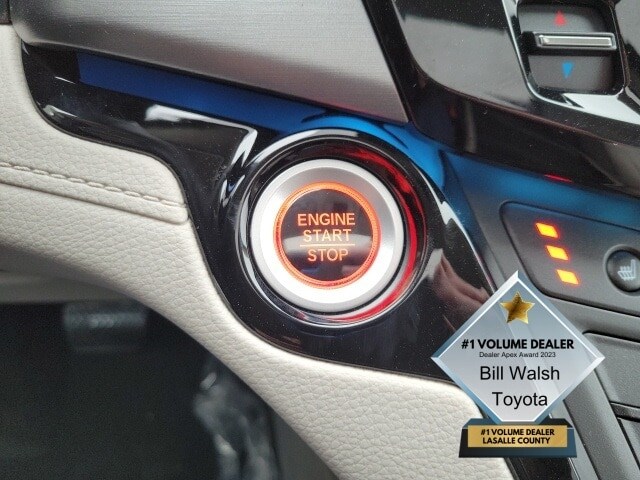 ENGINE
START
STOP
#1 VOLUME DEALER
Dealer Apex Award 2023
Bill Walsh
Toyota
#1 VOLUME DEALER
LASALLE COUNTY